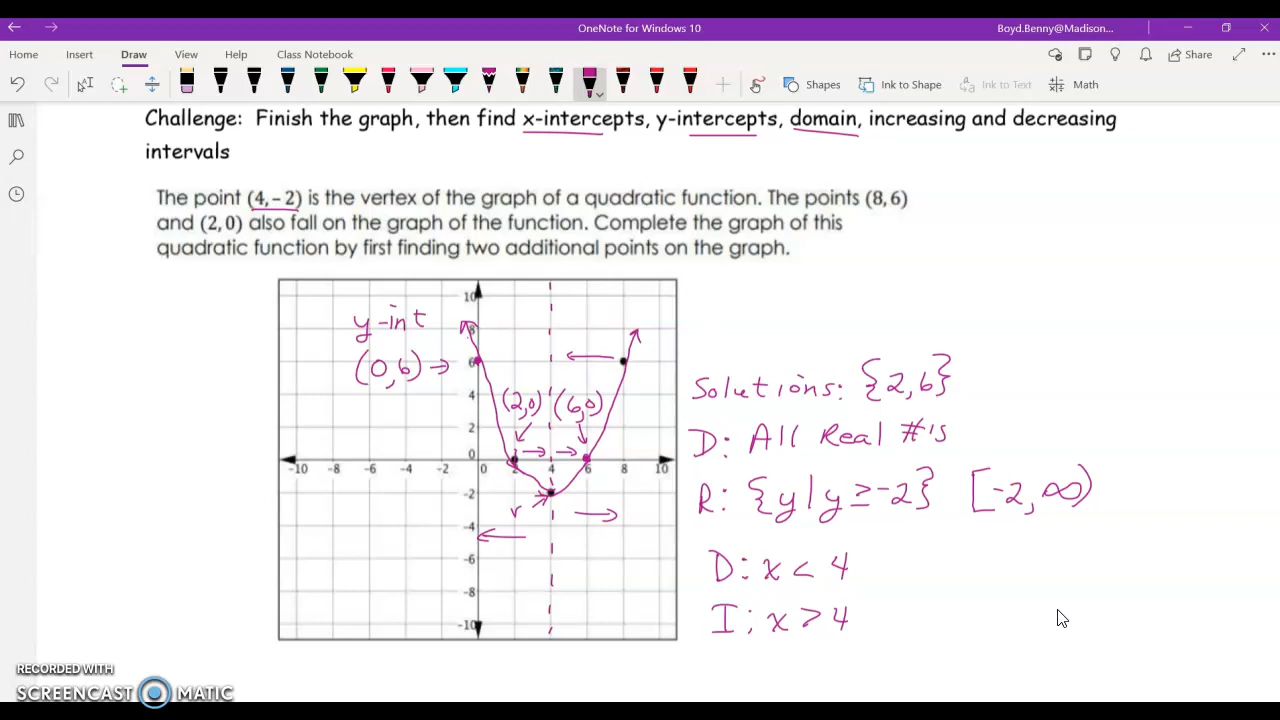 OneNote for Windows 10
Boyd.Benny@Madison...
Home Insert Draw View Help Class Notebook Share
Shapes Ink to Shape Ink to Text Math
Challenge: Finish the graph, then find x-intercepts, y-intercepts, domain, increasing and decreasing
intervals
The point (4,-2) is the vertex of the graph of a quadratic function. The points (8,6)
and (2,0) also fall on the graph of the function. Complete the graph of this
quadratic function by first finding two additional points on the graph.
y-int
(0,6)
(2,0) (6,0)
r
10
8
6
4
2
0
-10 -8 -6 -4 -2 0 2 4 6 8 10
-2
-4
-6
-8
-10
Solutions: {2,6}
D: All Real #'s
R: {y|y≥-2} [-2,∞)
D: x < 4
I: x > 4
RECORDED WITH
SCREENCAST MATIC